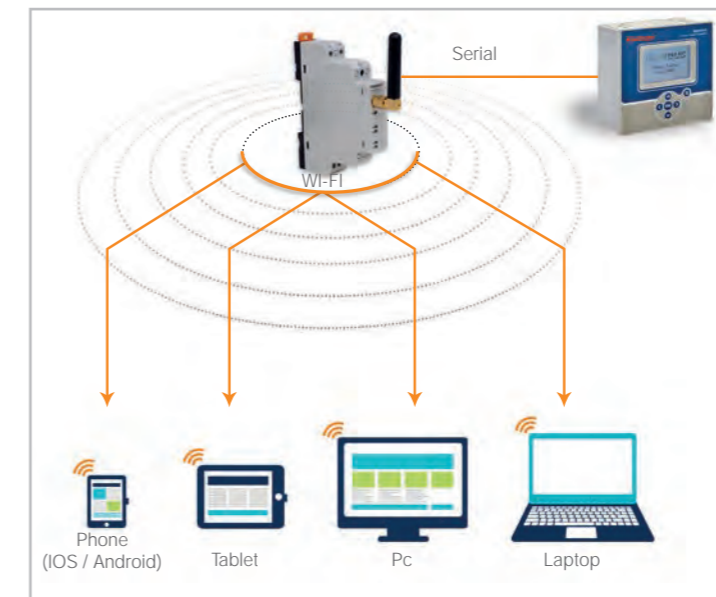 Serial
WI-FI
Phone
(IOS / Android)
Tablet
Pc
Laptop